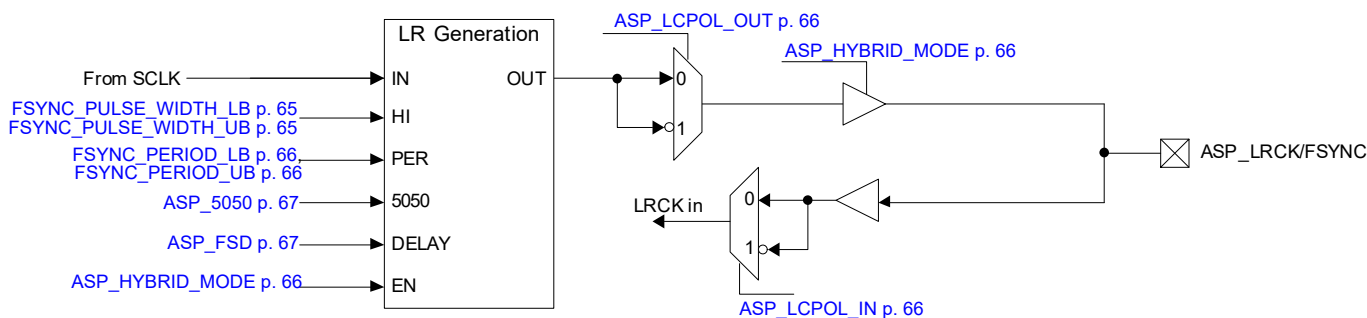 ASP_LCPOL_OUT p. 66
LR Generation
ASP_HYBRID_MODE p. 66
From SCLK
IN
OUT
0
1
FSYNC_PULSE_WIDTH_LB p. 65
FSYNC_PULSE_WIDTH_UB p. 65
HI
FSYNC_PERIOD_LB p. 66,
FSYNC_PERIOD_UB p. 66
PER
ASP_LRCK/FSYNC
ASP_5050 p. 67
5050
LRCK in
0
1
ASP_FSD p. 67
DELAY
ASP_HYBRID_MODE p. 66
EN
ASP_LCPOL_IN p. 66